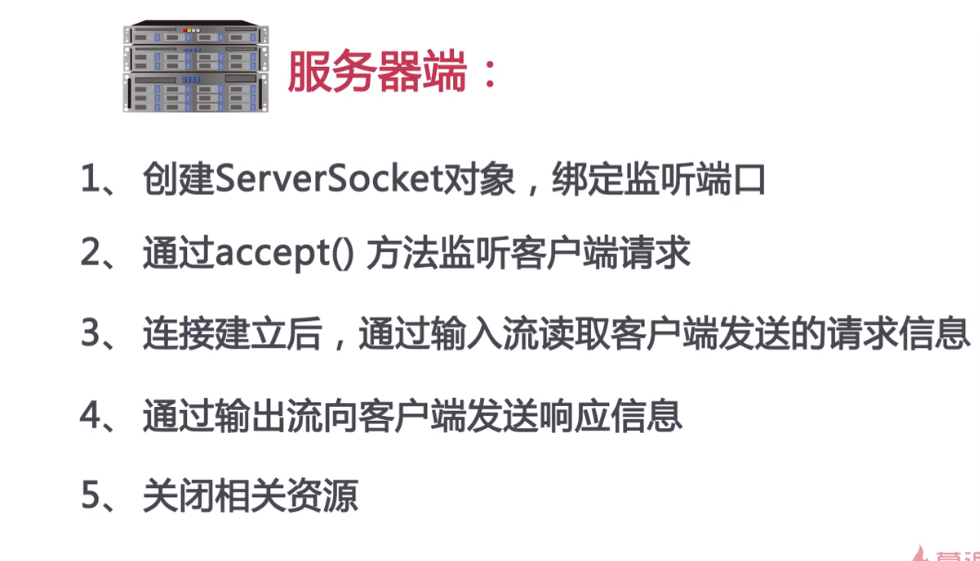 服务器端：
1、创建ServerSocket对象，绑定监听端口
2、通过accept() 方法监听客户端请求
3、连接建立后，通过输入流读取客户端发送的请求信息
4、通过输出流向客户端发送响应信息
5、关闭相关资源